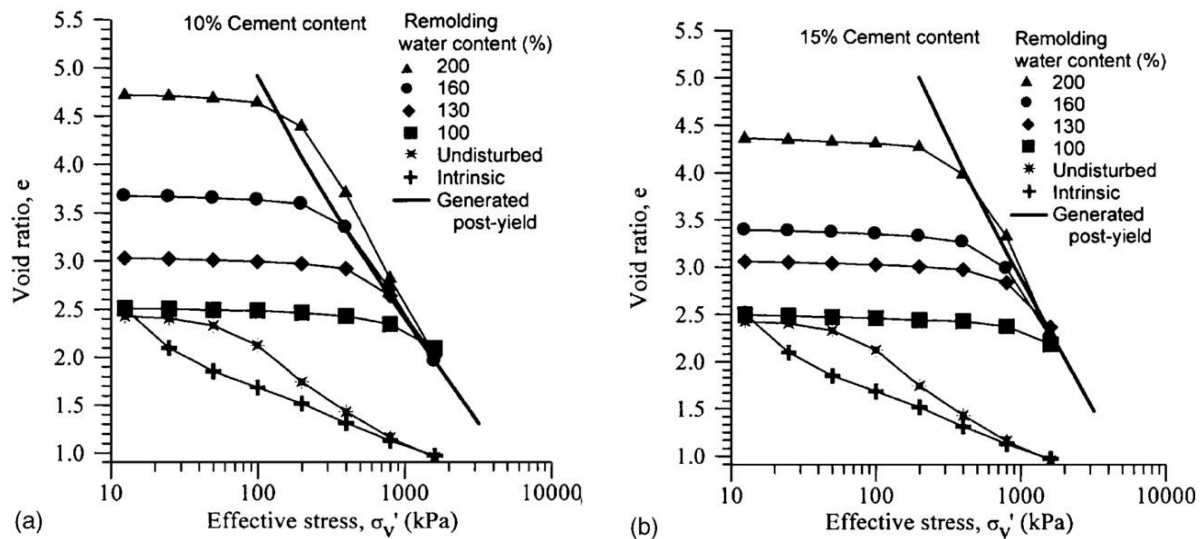 10% Cement content
Remolding
water content (%)
200
160
130
100
Undisturbed
Intrinsic
Generated
post-yield
5.5
5.0
4.5
4.0
3.5
3.0
2.5
2.0
1.5
1.0
Void ratio, e
10
100
1000
10000
Effective stress, σv' (kPa)
(a)
15% Cement content
Remolding
water content (%)
200
160
130
100
Undisturbed
Intrinsic
Generated
post-yield
5.5
5.0
4.5
4.0
3.5
3.0
2.5
2.0
1.5
1.0
Void ratio, e
10
100
1000
10000
Effective stress, σv' (kPa)
(b)